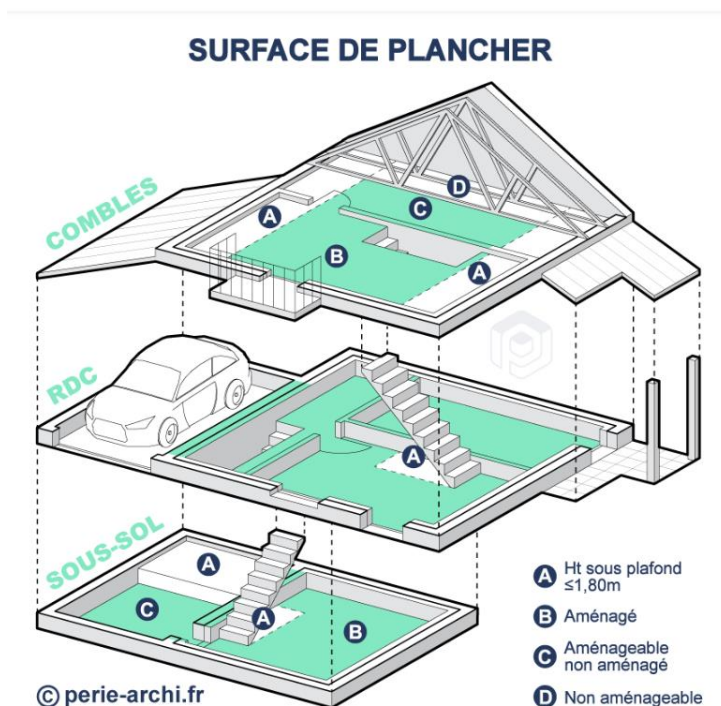 SURFACE DE PLANCHER
COMBLES
A
D
C
B
A
RDC
A
SOUS-SOL
A
C
A
B
A Ht sous plafond
≤1,80m
B Aménagé
C Aménageable
non aménagé
D Non aménageable
© perie-archi.fr